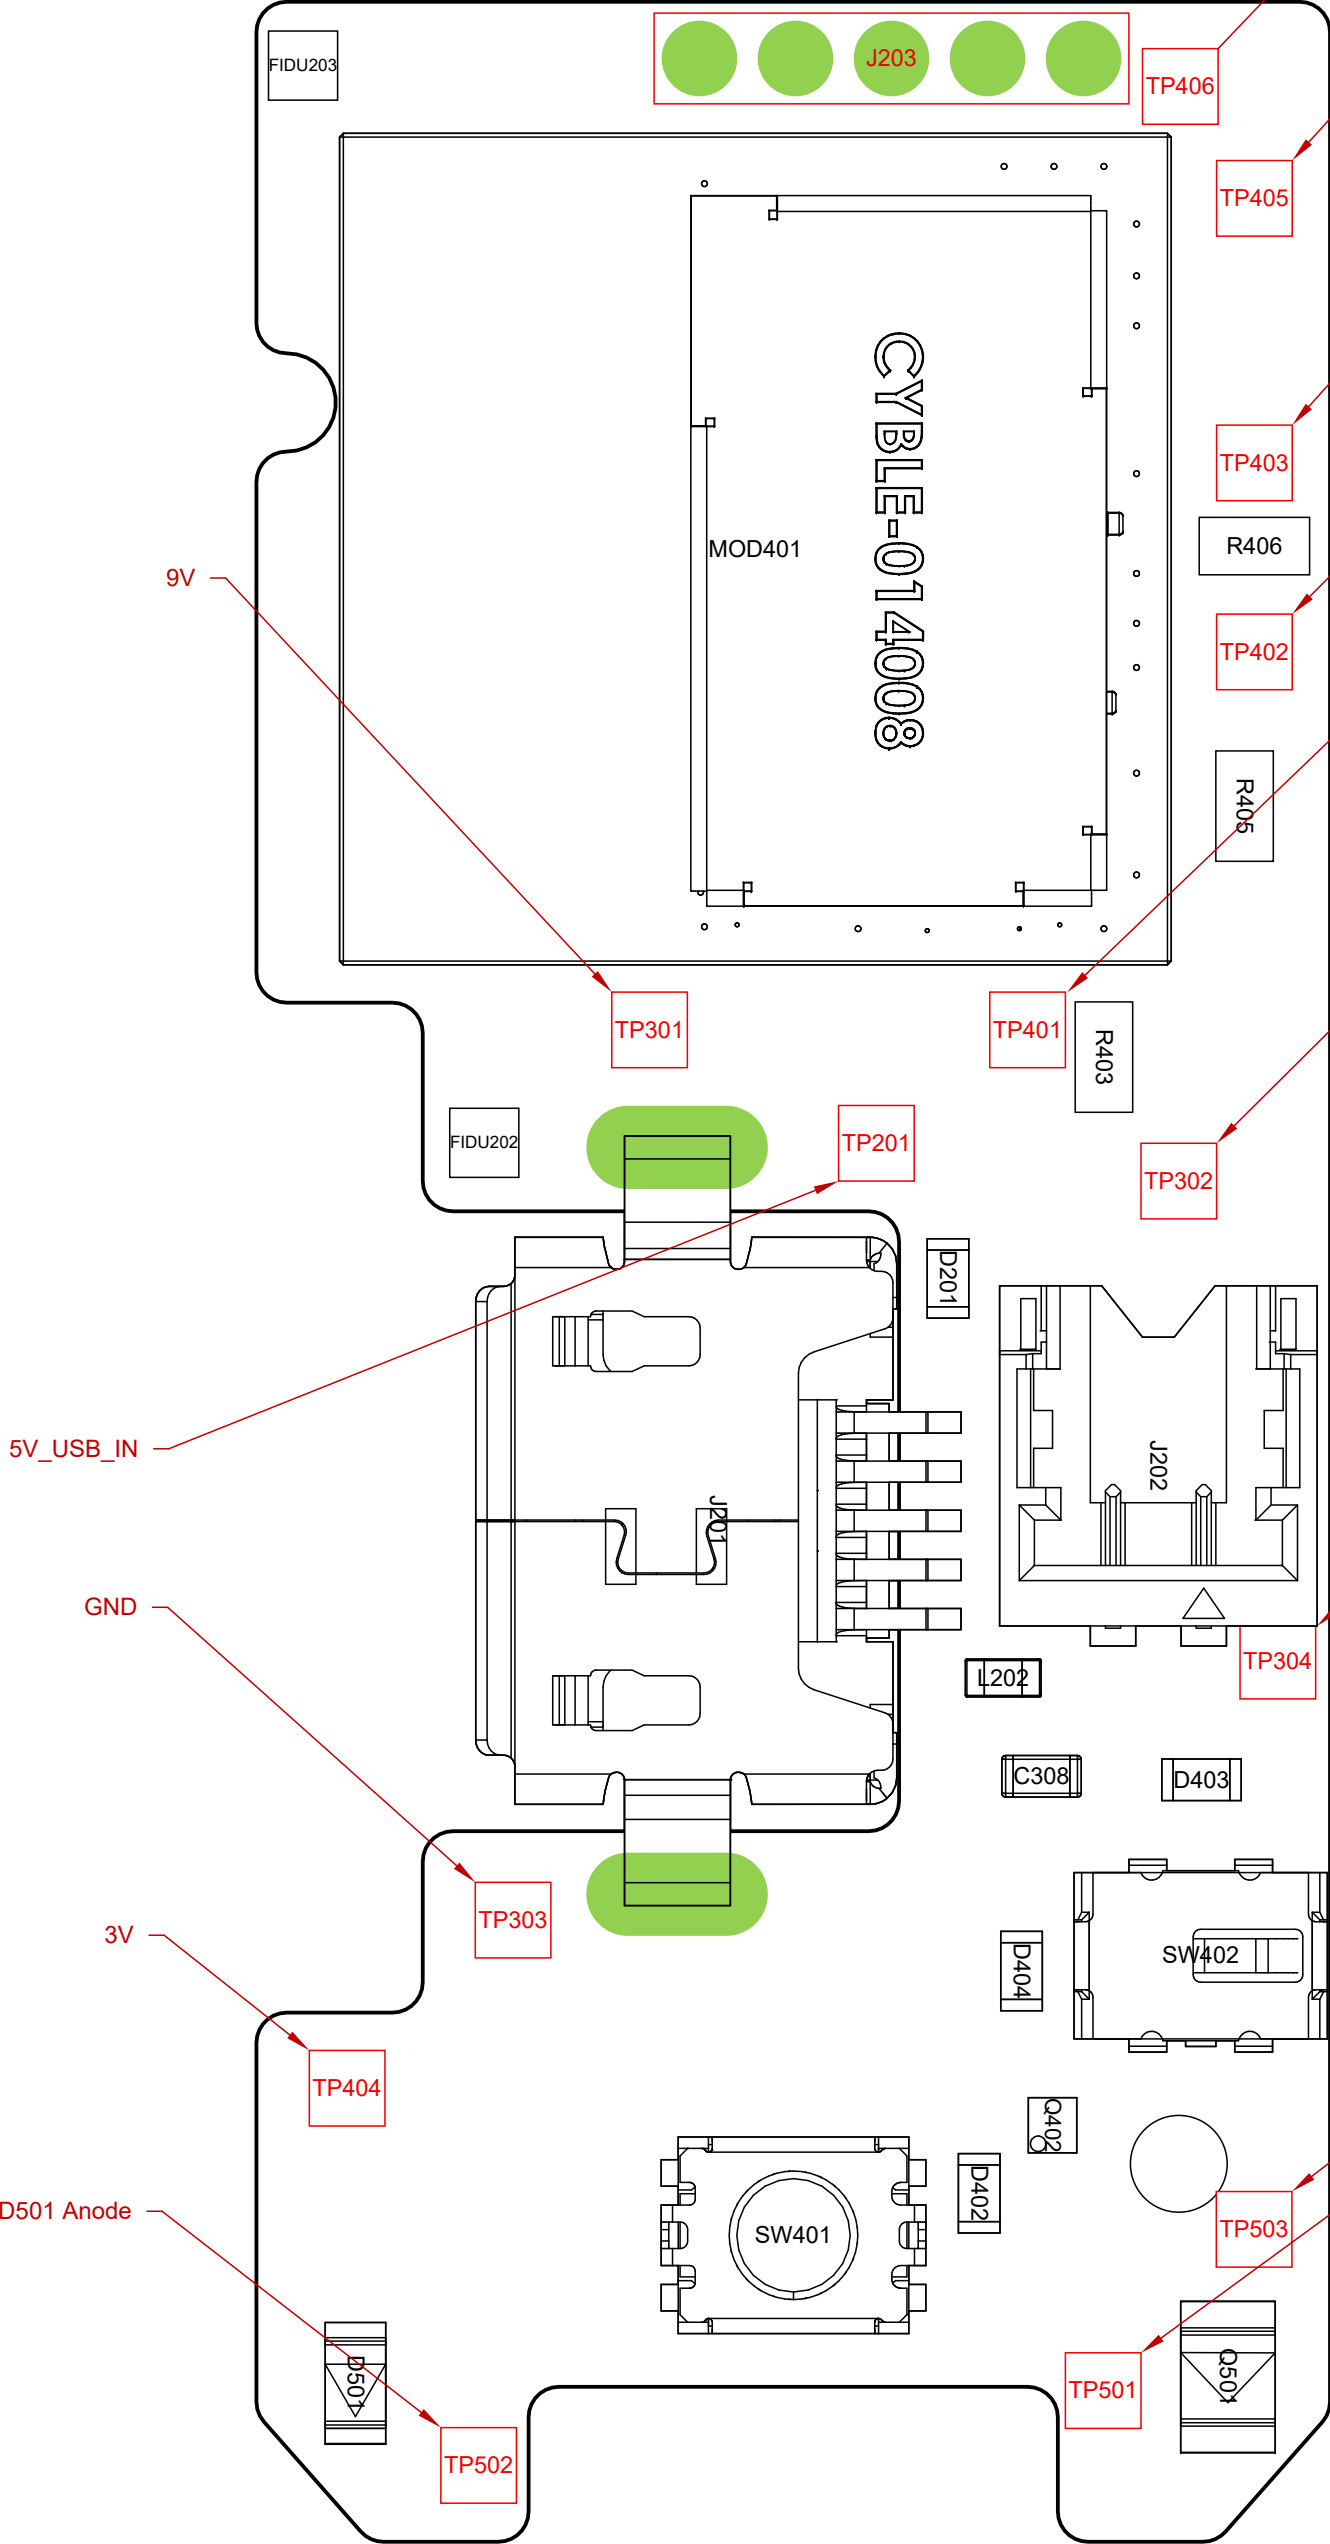 FIDU203
J203
TP406
TP405
CYBLE-014008
TP403
R406
MOD401
9V
TP402
R405
TP301
TP401
R403
FIDU202
TP201
TP302
D201
5V_USB_IN
J202
J201
GND
TP304
L202
C308
D403
TP303
3V
SW402
D404
TP404
Q402
D402
D501 Anode
TP503
SW401
D501
Q501
TP501
TP502